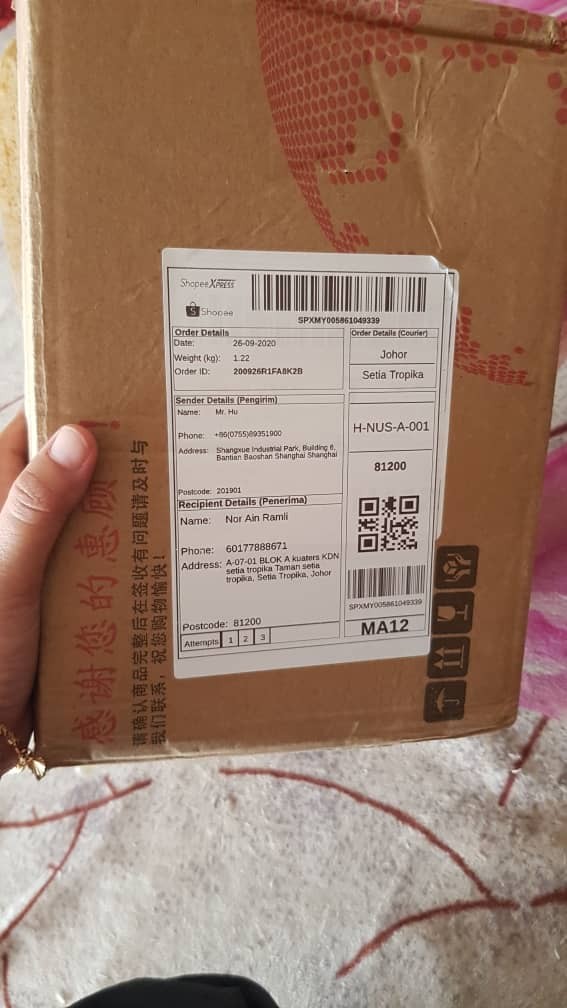 ShopeeXPRESS
Shopee
SPXMY005861049339
Order Details
Date: 26-09-2020
Weight (kg): 1.22
Order ID: 200926R1FA8K2B
Order Details (Courier)
Johor
Setia Tropika
Sender Details (Pengirim)
Name: Mr. Hu
Phone: +86(0755)89351900
Address: Shangxue Industrial Park, Building 6,
Bantian Baoshan Shanghai Shanghai
Postcode: 201901
H-NUS-A-001
81200
Recipient Details (Penerima)
Name: Nor Ain Ramli
Phone: 60177888671
Address: A-07-01 BLOK A kuaters KDN
setia tropika Taman setia
tropika, Setia Tropika, Johor
Postcode: 81200
Attempts 1 2 3
SPXMY005861049339
MA12
感谢您的惠顾!
请确认商品完整后在签收有问题请及时与
我们联系，祝您购物愉快！